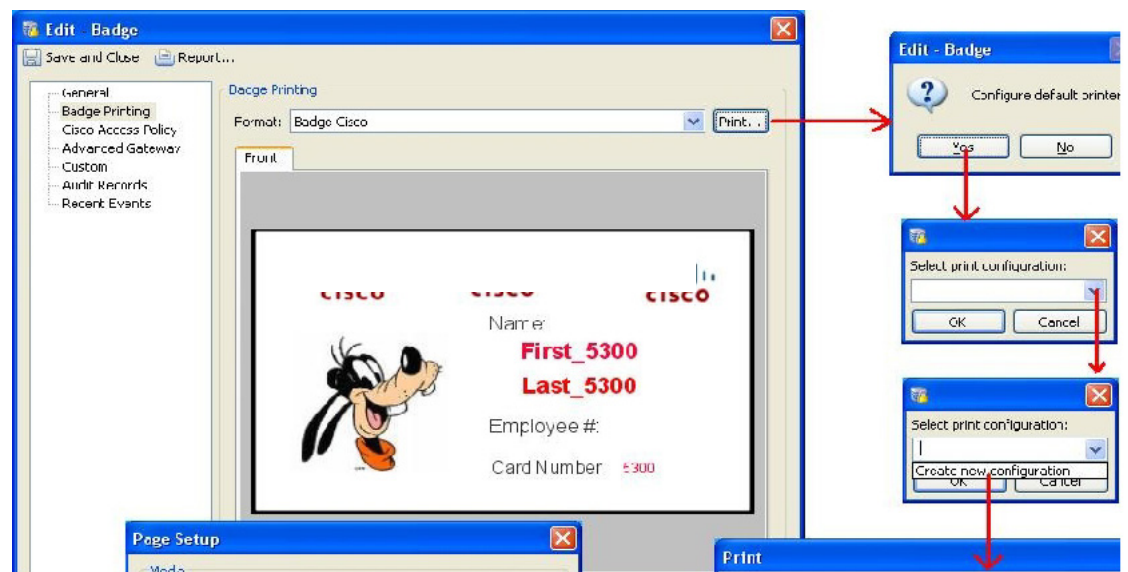 Edit - Badge
Save and Close Report...
General
Badge Printing
Cisco Access Policy
Advanced Gateway
Custom
Audit Records
Recent Events
Badge Printing
Format: Badge Cisco Print...
Front
CISCO CISCO CISCO
Name:
First_5300
Last_5300
Employee #:
Card Number 5300
Page Setup
Mode
Edit - Badge
Configure default printer
Yes No
Select print configuration:
OK Cancel
Select print configuration:
Create new configuration
OK Cancel
Print